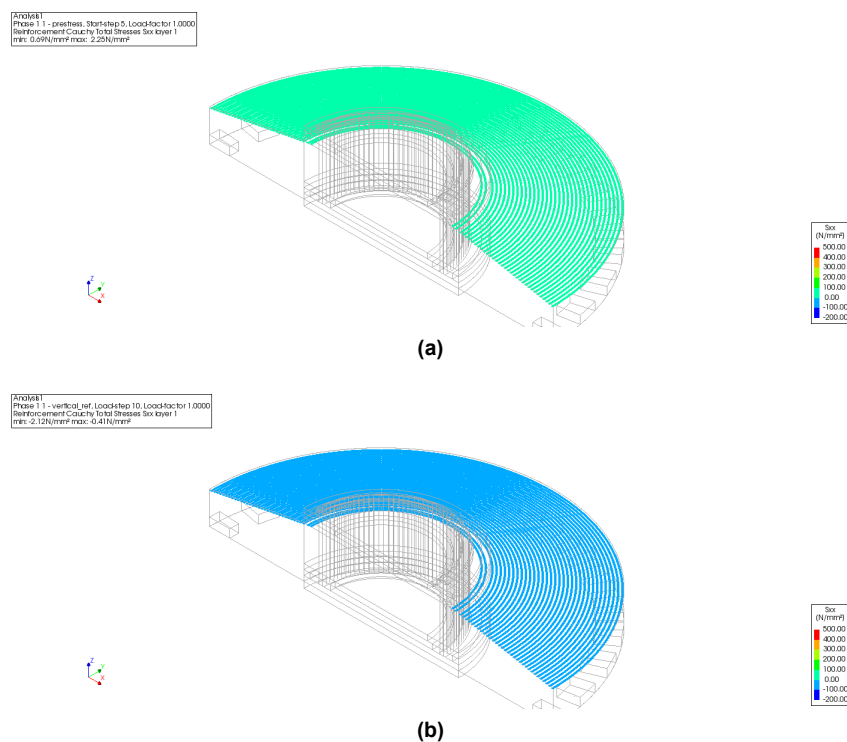 Analysis1
Phase 1 1 - prestress, Start-step 5, Load-factor 1.0000
Reinforcement Cauchy Total Stresses Sxx layer 1
min: 0.69N/mm² max: 2.25N/mm²
Sxx
(N/mm²)
500.00
400.00
300.00
200.00
100.00
0.00
-100.00
-200.00
Z
Y
X
(a)
Analysis1
Phase 1 1 - vertical_ref, Load-step 10, Load-factor 1.0000
Reinforcement Cauchy Total Stresses Sxx layer 1
min: -2.12N/mm² max: -0.41N/mm²
Sxx
(N/mm²)
500.00
400.00
300.00
200.00
100.00
0.00
-100.00
-200.00
Z
Y
X
(b)